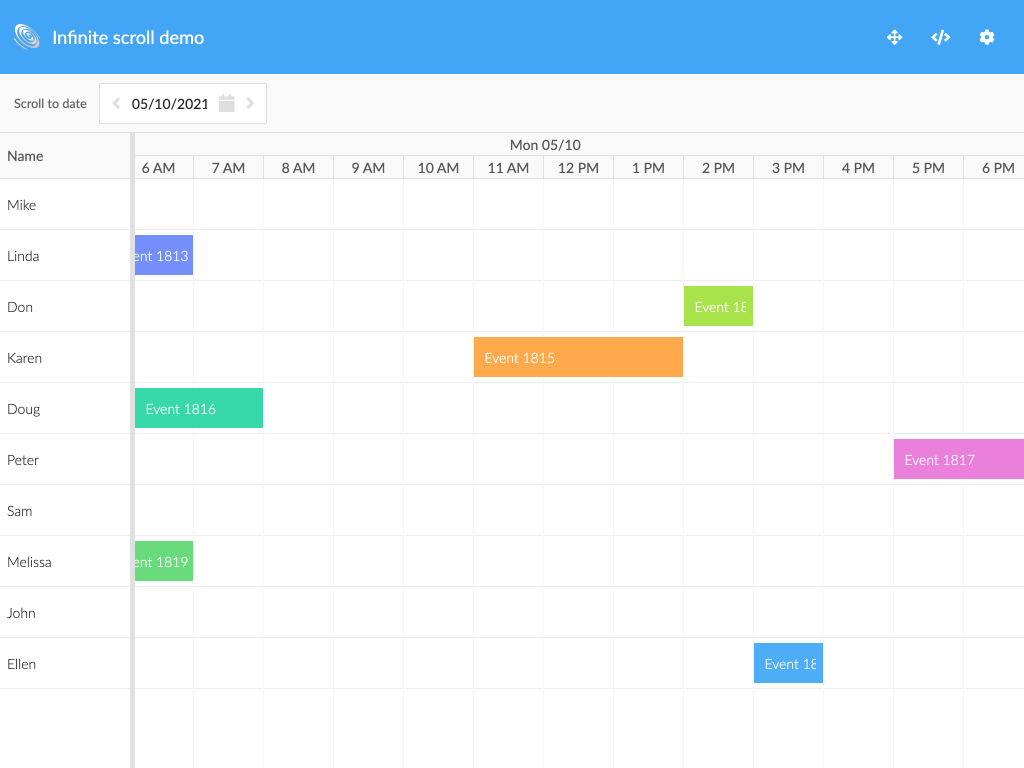 Infinite scroll demo
Scroll to date 05/10/2021
Name
Mon 05/10
6 AM 7 AM 8 AM 9 AM 10 AM 11 AM 12 PM 1 PM 2 PM 3 PM 4 PM 5 PM 6 PM
Mike
Linda ent 1813
Don Event 18
Karen Event 1815
Doug Event 1816
Peter Event 1817
Sam
Melissa ent 1819
John
Ellen Event 18